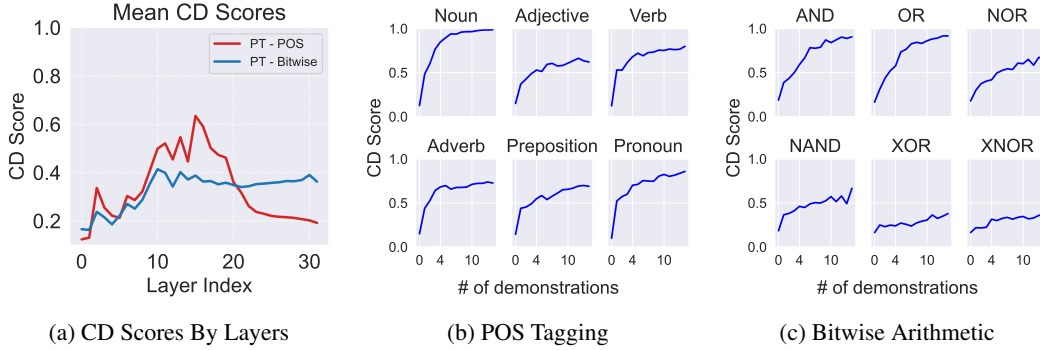 Mean CD Scores
1.0
0.8
0.6
0.4
0.2
CD Score
PT - POS
PT - Bitwise
0 10 20 30
Layer Index
(a) CD Scores By Layers
Noun Adjective Verb
1.0
0.5
0.0
Adverb Preposition Pronoun
1.0
0.5
0.0
CD Score
0 4 10 0 4 10 0 4 10
# of demonstrations
(b) POS Tagging
AND OR NOR
1.0
0.5
0.0
NAND XOR XNOR
1.0
0.5
0.0
CD Score
0 4 10 0 4 10 0 4 10
# of demonstrations
(c) Bitwise Arithmetic